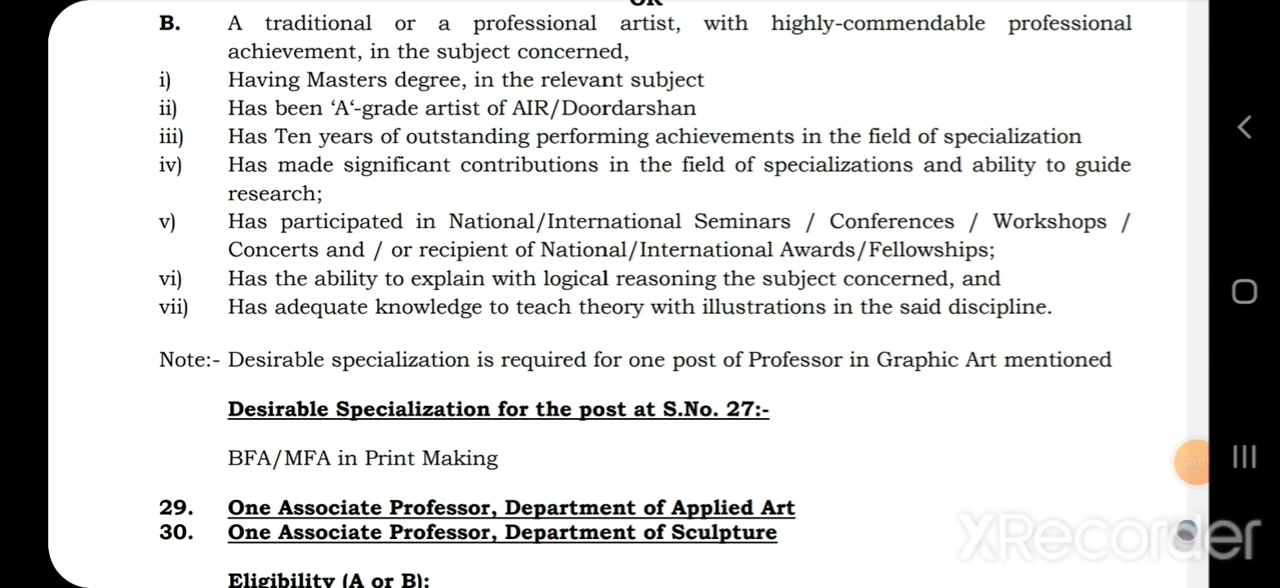 OR
B. A traditional or a professional artist, with highly-commendable professional
achievement, in the subject concerned,
i) Having Masters degree, in the relevant subject
ii) Has been ‘A‘-grade artist of AIR/Doordarshan
iii) Has Ten years of outstanding performing achievements in the field of specialization
iv) Has made significant contributions in the field of specializations and ability to guide
research;
v) Has participated in National/International Seminars / Conferences / Workshops /
Concerts and / or recipient of National/International Awards/Fellowships;
vi) Has the ability to explain with logical reasoning the subject concerned, and
vii) Has adequate knowledge to teach theory with illustrations in the said discipline.
Note:- Desirable specialization is required for one post of Professor in Graphic Art mentioned
Desirable Specialization for the post at S.No. 27:-
BFA/MFA in Print Making
29. One Associate Professor, Department of Applied Art
30. One Associate Professor, Department of Sculpture
XRecorder
Eligibility (A or B):